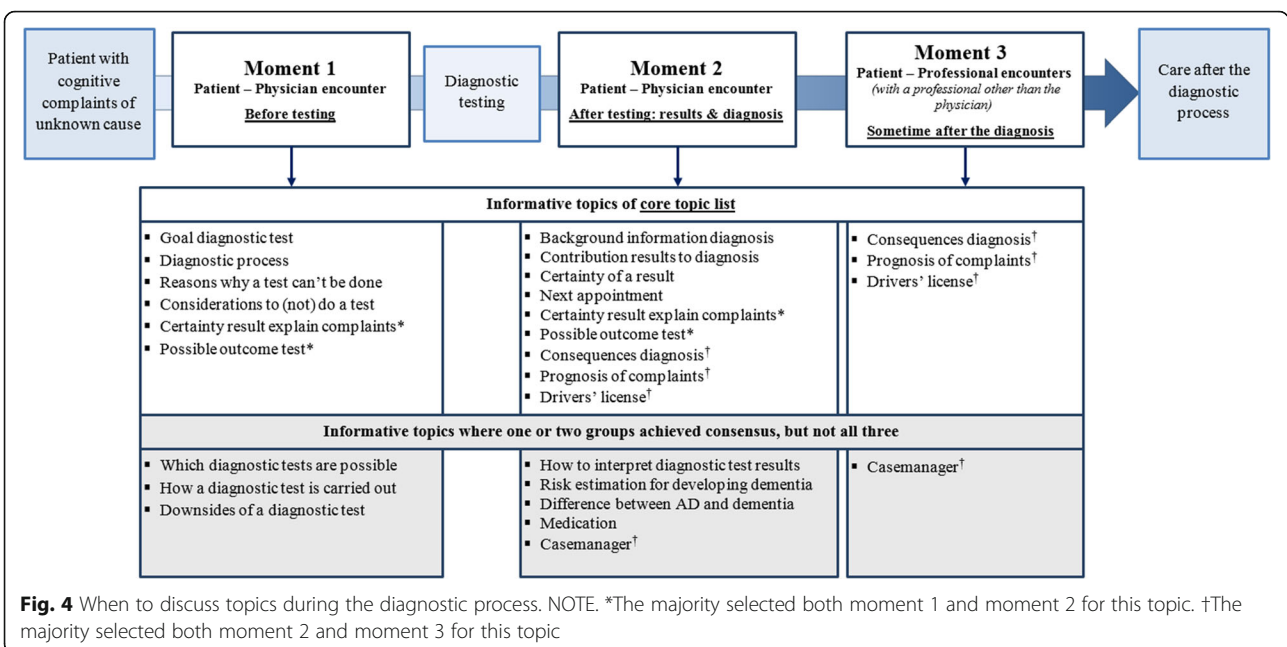 Patient with
cognitive
complaints of
unknown cause
Moment 1
Patient – Physician encounter
Before testing
Diagnostic
testing
Moment 2
Patient – Physician encounter
After testing: results & diagnosis
Moment 3
Patient – Professional encounters
(with a professional other than the
physician)
Sometime after the diagnosis
Care after the
diagnostic
process
Informative topics of core topic list
▪ Goal diagnostic test
▪ Diagnostic process
▪ Reasons why a test can't be done
▪ Considerations to (not) do a test
▪ Certainty result explain complaints*
▪ Possible outcome test*
▪ Background information diagnosis
▪ Contribution results to diagnosis
▪ Certainty of a result
▪ Next appointment
▪ Certainty result explain complaints*
▪ Possible outcome test*
▪ Consequences diagnosis†
▪ Prognosis of complaints†
▪ Drivers' license†
▪ Consequences diagnosis†
▪ Prognosis of complaints†
▪ Drivers' license†
Informative topics where one or two groups achieved consensus, but not all three
▪ Which diagnostic tests are possible
▪ How a diagnostic test is carried out
▪ Downsides of a diagnostic test
▪ How to interpret diagnostic test results
▪ Risk estimation for developing dementia
▪ Difference between AD and dementia
▪ Medication
▪ Casemanager†
▪ Casemanager†
Fig. 4 When to discuss topics during the diagnostic process. NOTE. *The majority selected both moment 1 and moment 2 for this topic. †The
majority selected both moment 2 and moment 3 for this topic